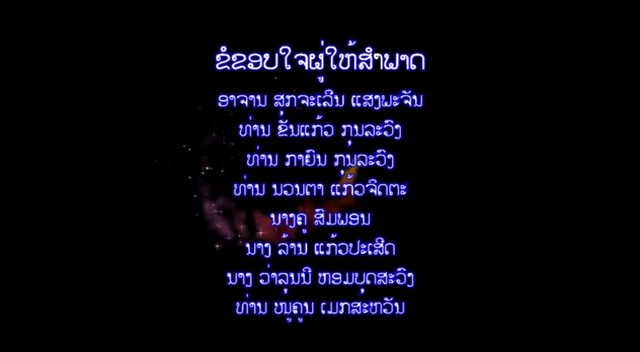 ຂໍຂອບໃຈຜູ່ໃຫ້ສຳພາດ
ອາຈານ ສຸກຈະເລີນ ແສງພະຈັນ
ທ່ານ ຂັນແກ້ວ ກຸນລະວົງ
ທ່ານ ກາຍົນ ກຸນລະວົງ
ທ່ານ ນວນຕາ ແກ້ວຈິດຕະ
ນາງຄູ ສົມພອນ
ນາງ ລ້ານ ແກ້ວປະເສີດ
ນາງ ວ່າລຸນນີ ຫອມບຸດສະວົງ
ທ່ານ ໜູຄູນ ເມກສະຫວັນ